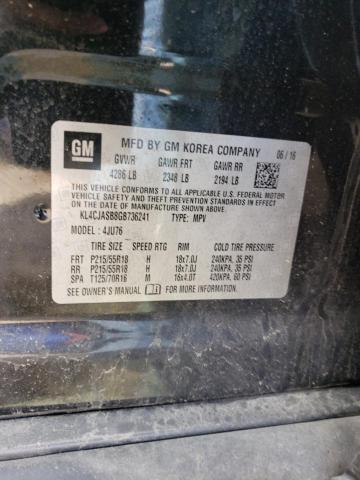 GM
MFD BY GM KOREA COMPANY 06/16
GVWR GAWR FRT GAWR RR
4286 LB 2348 LB 2194 LB
THIS VEHICLE CONFORMS TO ALL APPLICABLE U.S. FEDERAL MOTOR
VEHICLE SAFETY, BUMPER, AND THEFT PREVENTION STANDARDS IN
EFFECT ON THE DATE OF MANUFACTURE SHOWN ABOVE.
KL4CJASB8GB736241 TYPE: MPV
MODEL: 4JU76
TIRE SIZE SPEED RTG RIM COLD TIRE PRESSURE
FRT P215/55R18 H 18x7.0J 240KPA, 35 PSI
RR P215/55R18 H 18x7.0J 240KPA, 35 PSI
SPA T125/70R16 M 16x4.0T 420KPA, 60 PSI
SEE OWNER'S MANUAL FOR ADDITIONAL INFORMATION.